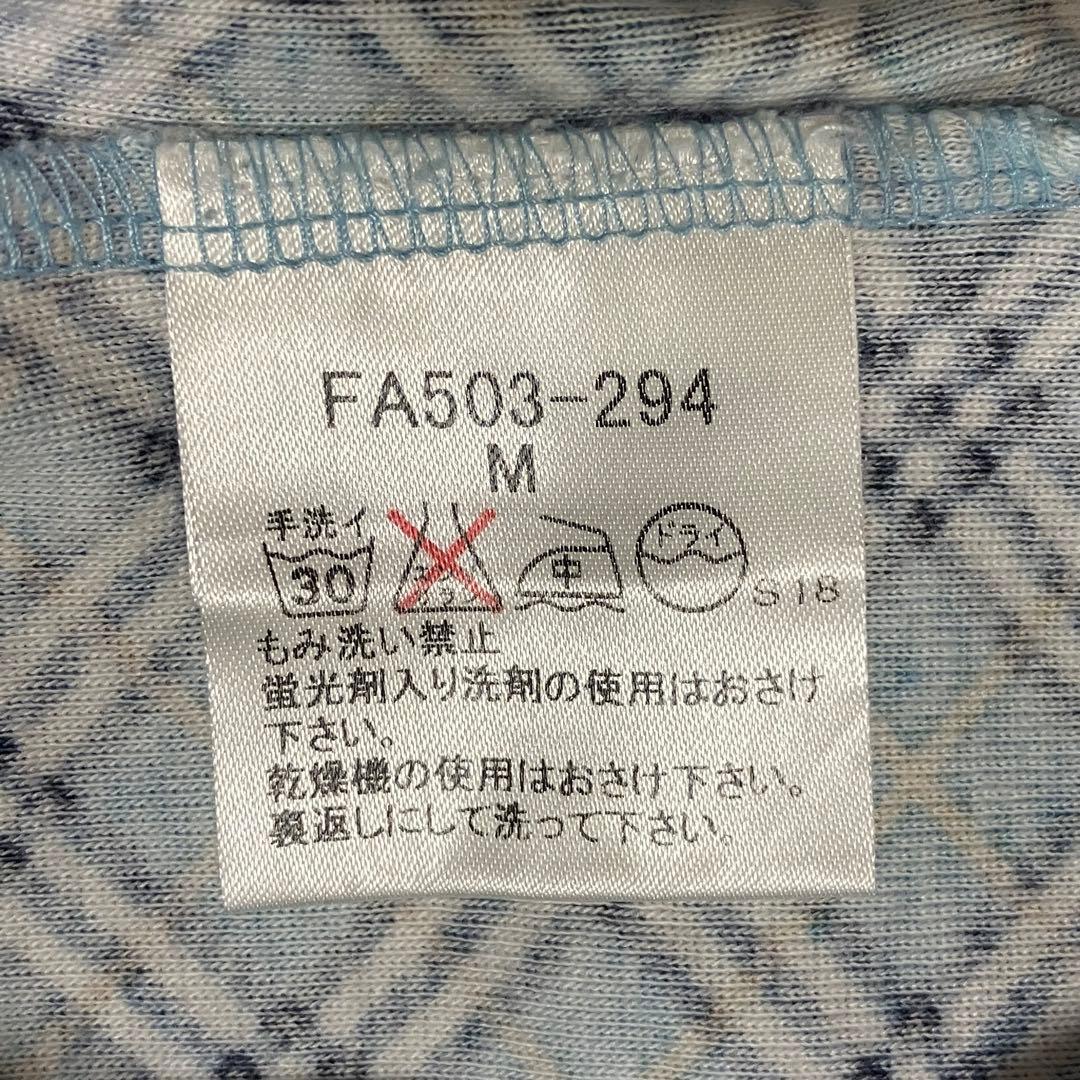 FA503-294
M
手洗イ
30
中
ドライ
S18
もみ洗い禁止
蛍光剤入り洗剤の使用はおさけ
下さい。
乾燥機の使用はおさけ下さい。
裏返しにして洗って下さい。